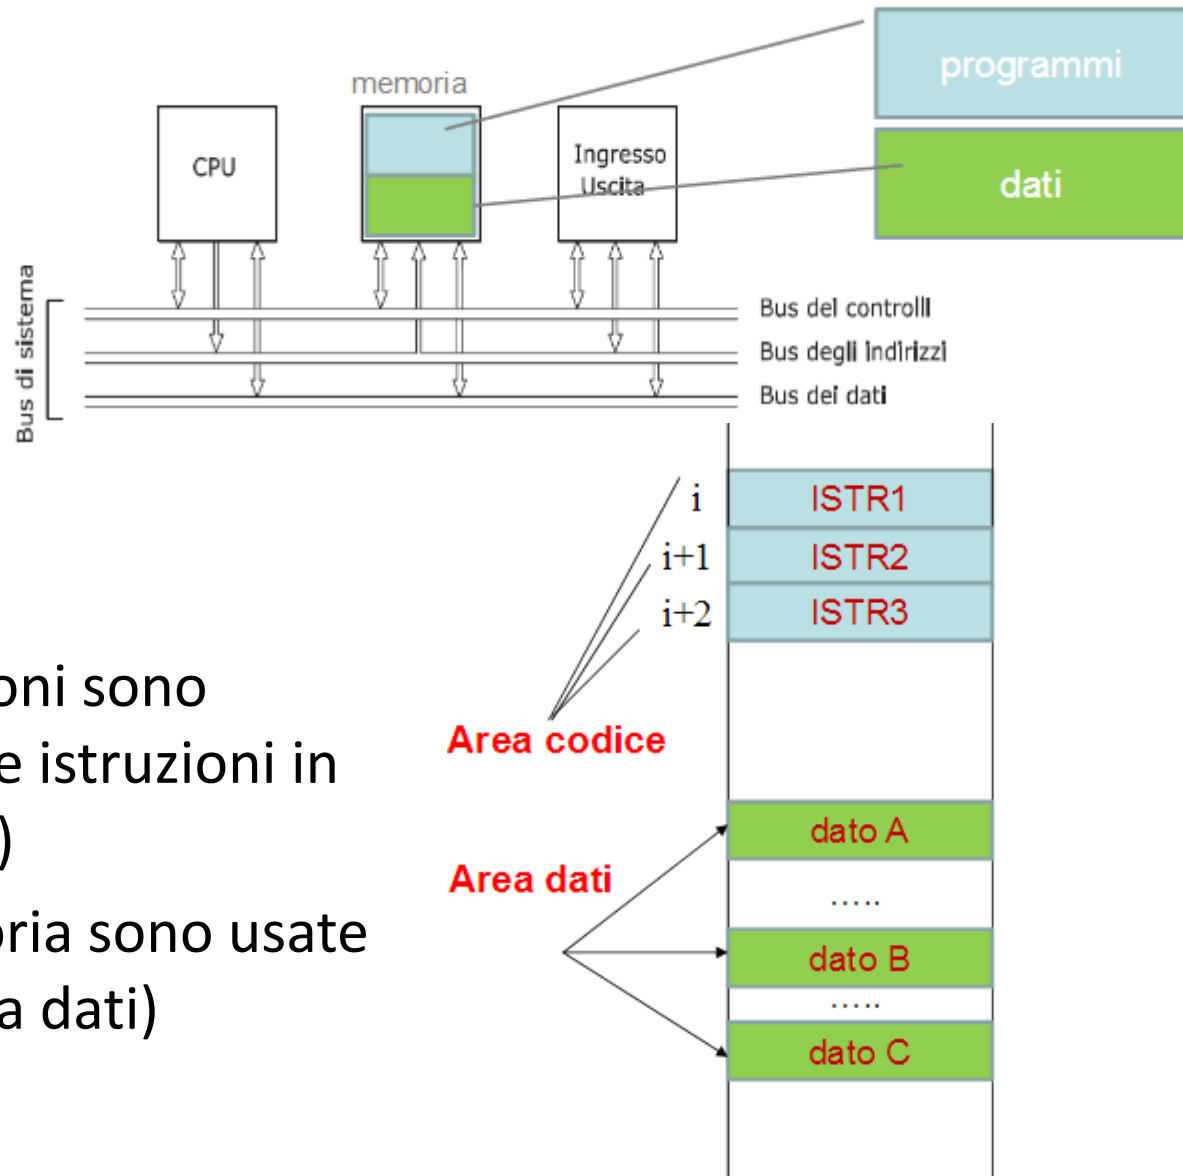 programmi
memoria
CPU
Ingresso
Uscita
dati
Bus di sistema
Bus dei controlli
Bus degli indirizzi
Bus dei dati
i
ISTR1
i+1
ISTR2
i+2
ISTR3
oni sono
e istruzioni in
)
Area codice
dato A
Area dati
.....
oria sono usate
a dati)
dato B
.....
dato C